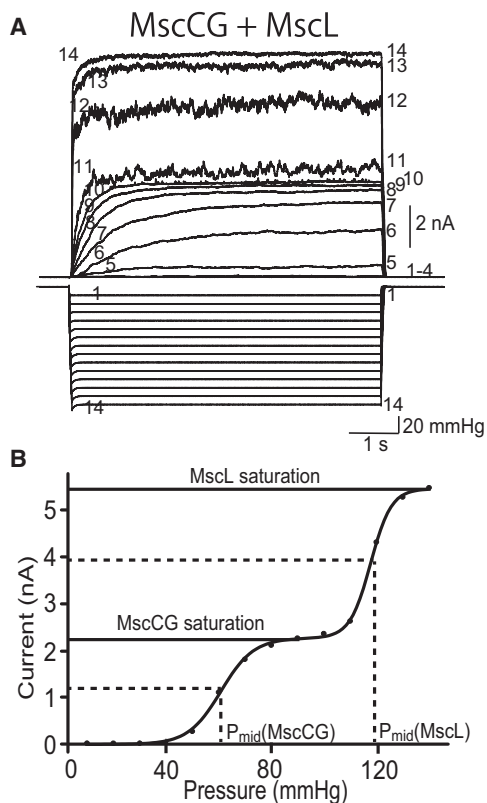 A
MscCG + MscL
14
14
13
13
12
12
11
11
10
10
9
9
8
8
7
7
6
6
5
5
1-4
2 nA
1
1
14
14
20 mmHg
1 s
B
MscL saturation
MscCG saturation
Pmid(MscCG)
Pmid(MscL)
Current (nA)
5
4
3
2
1
0
0
40
80
120
Pressure (mmHg)